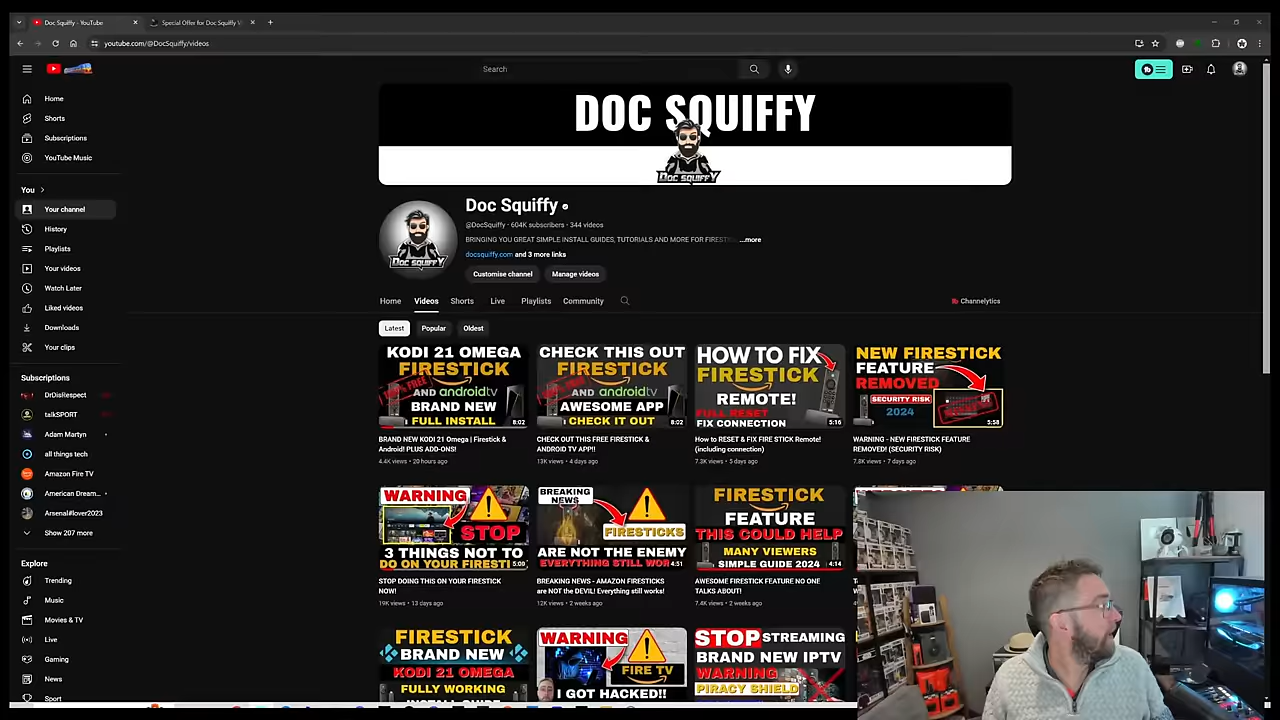 Doc Squiffy - YouTube
Special Offer for Doc Squiffy V
youtube.com/@DocSquiffy/videos
Search
Home
Shorts
Subscriptions
YouTube Music
You
Your channel
History
Playlists
Your videos
Watch Later
Liked videos
Downloads
Your clips
Subscriptions
DrDisRespect
talkSPORT
Adam Martyn
all things tech
Amazon Fire TV
American Dream...
Arsenal#lover2023
Show 207 more
Explore
Trending
Music
Movies & TV
Live
Gaming
News
Sport
DOC SQUIFFY
DOC SQUIFFY
Doc Squiffy
@DocSquiffy · 604K subscribers · 344 videos
BRINGING YOU GREAT SIMPLE INSTALL GUIDES, TUTORIALS AND MORE FOR FIREST ...more
docsquiffy.com and 3 more links
Customise channel Manage videos
Home Videos Shorts Live Playlists Community
Channelytics
Latest Popular Oldest
KODI 21 OMEGA
FIRESTICK
AND androidtv
BRAND NEW
FULL INSTALL
8:02
BRAND NEW KODI 21 Omega | Firestick &
Android! PLUS ADD-ONS!
4.4K views · 20 hours ago
CHECK THIS OUT
FIRESTICK
AND androidtv
AWESOME APP
CHECK IT OUT
8:02
CHECK OUT THIS FREE FIRESTICK &
ANDROID TV APP!!
13K views · 4 days ago
HOW TO FIX
FIRESTICK
REMOTE!
FULL RESET
FIX CONNECTION
5:16
How to RESET & FIX FIRE STICK Remote!
(including connection)
7.3K views · 5 days ago
NEW FIRESTICK
FEATURE
REMOVED
SECURITY RISK
2024
5:58
WARNING - NEW FIRESTICK FEATURE
REMOVED! (SECURITY RISK)
7.8K views · 7 days ago
WARNING
STOP
3 THINGS NOT TO
DO ON YOUR FIRESTI
5:00
STOP DOING THIS ON YOUR FIRESTICK
NOW!
19K views · 13 days ago
BREAKING
NEWS
FIRESTICKS
ARE NOT THE ENEMY
EVERYTHING STILL WOR
4:51
BREAKING NEWS - AMAZON FIRESTICKS
are NOT the DEVIL! Everything still works!
12K views · 2 weeks ago
FIRESTICK
FEATURE
THIS COULD HELP
MANY VIEWERS
SIMPLE GUIDE 2024
4:14
AWESOME FIRESTICK FEATURE NO ONE
TALKS ABOUT!
7.4K views · 2 weeks ago
FIRESTICK
BRAND NEW
KODI 21 OMEGA
FULLY WORKING
WARNING
FIRE TV
I GOT HACKED!!
STOP STREAMING
BRAND NEW IPTV
WARNING
PIRACY SHIELD